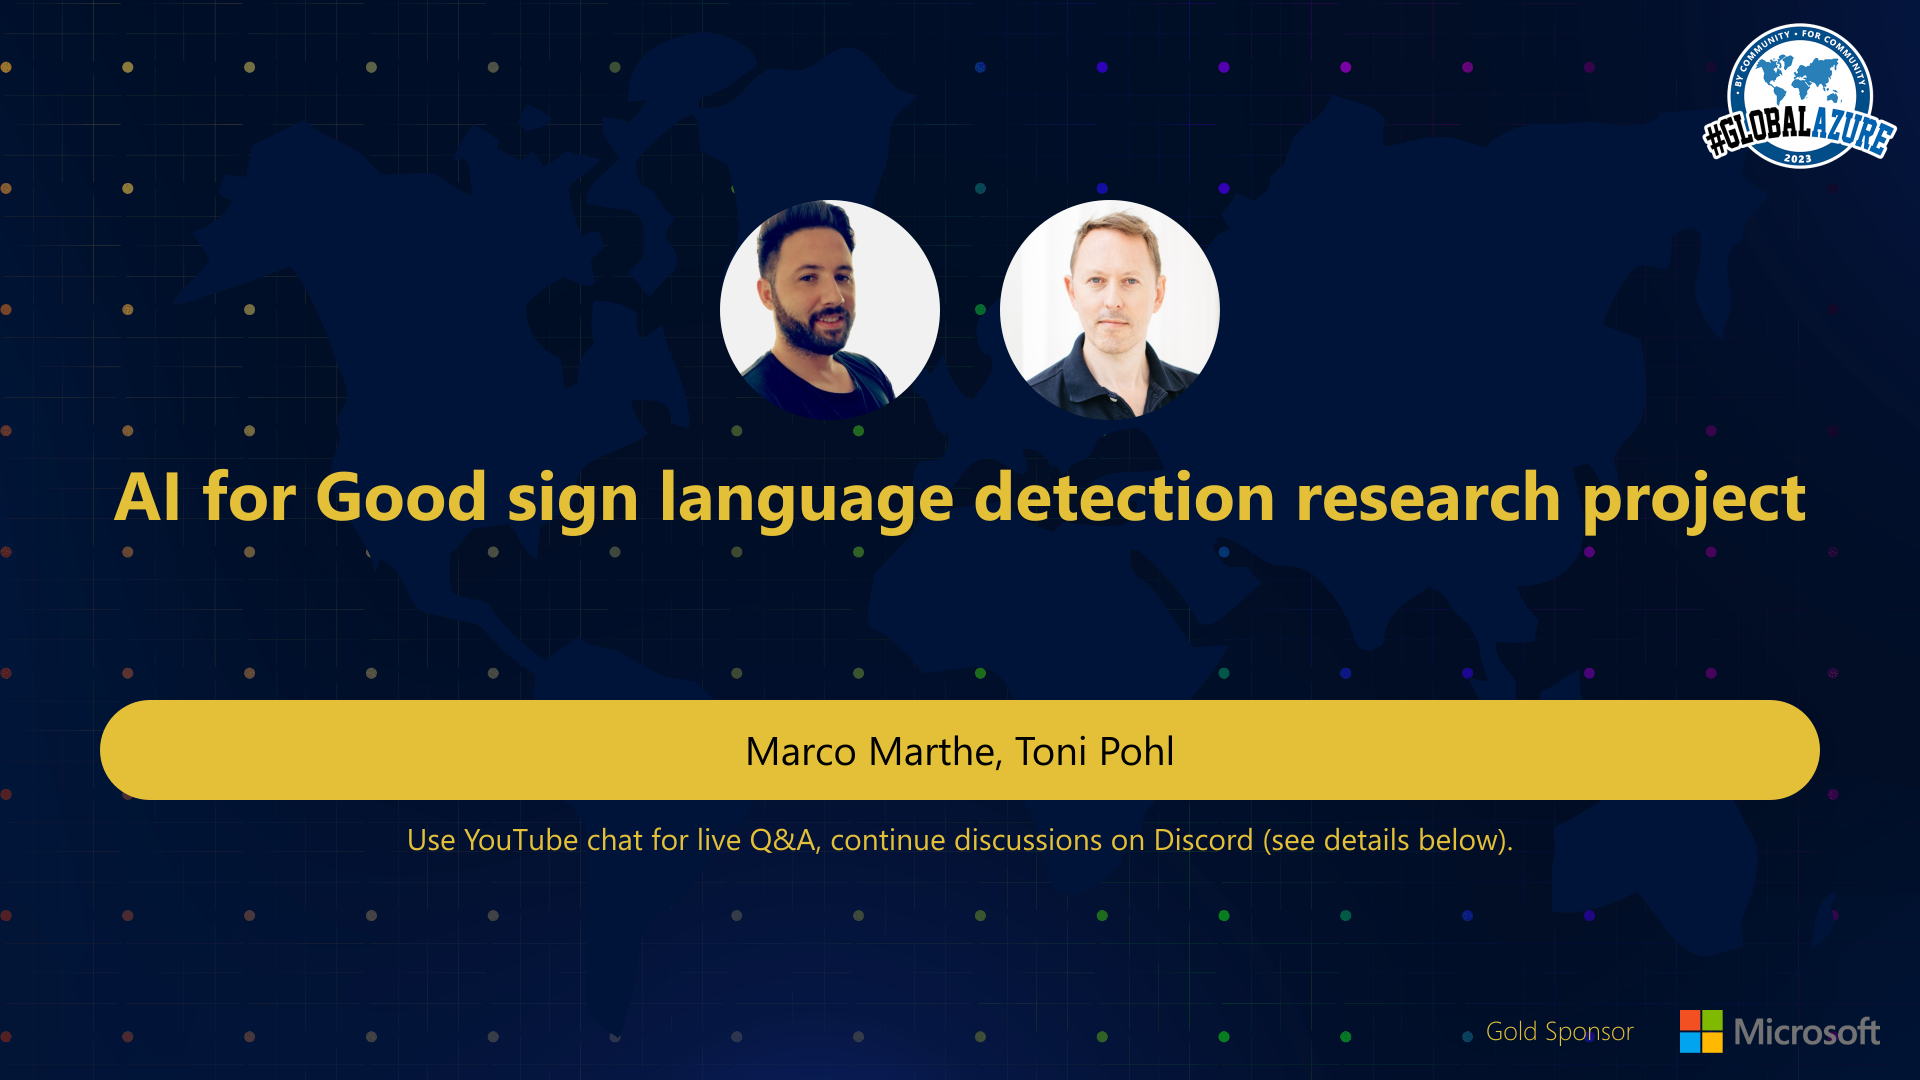 • BY COMMUNITY • FOR COMMUNITY •
#GLOBALAZURE
2023
AI for Good sign language detection research project
Marco Marthe, Toni Pohl
Use YouTube chat for live Q&A, continue discussions on Discord (see details below).
Gold Sponsor
Microsoft